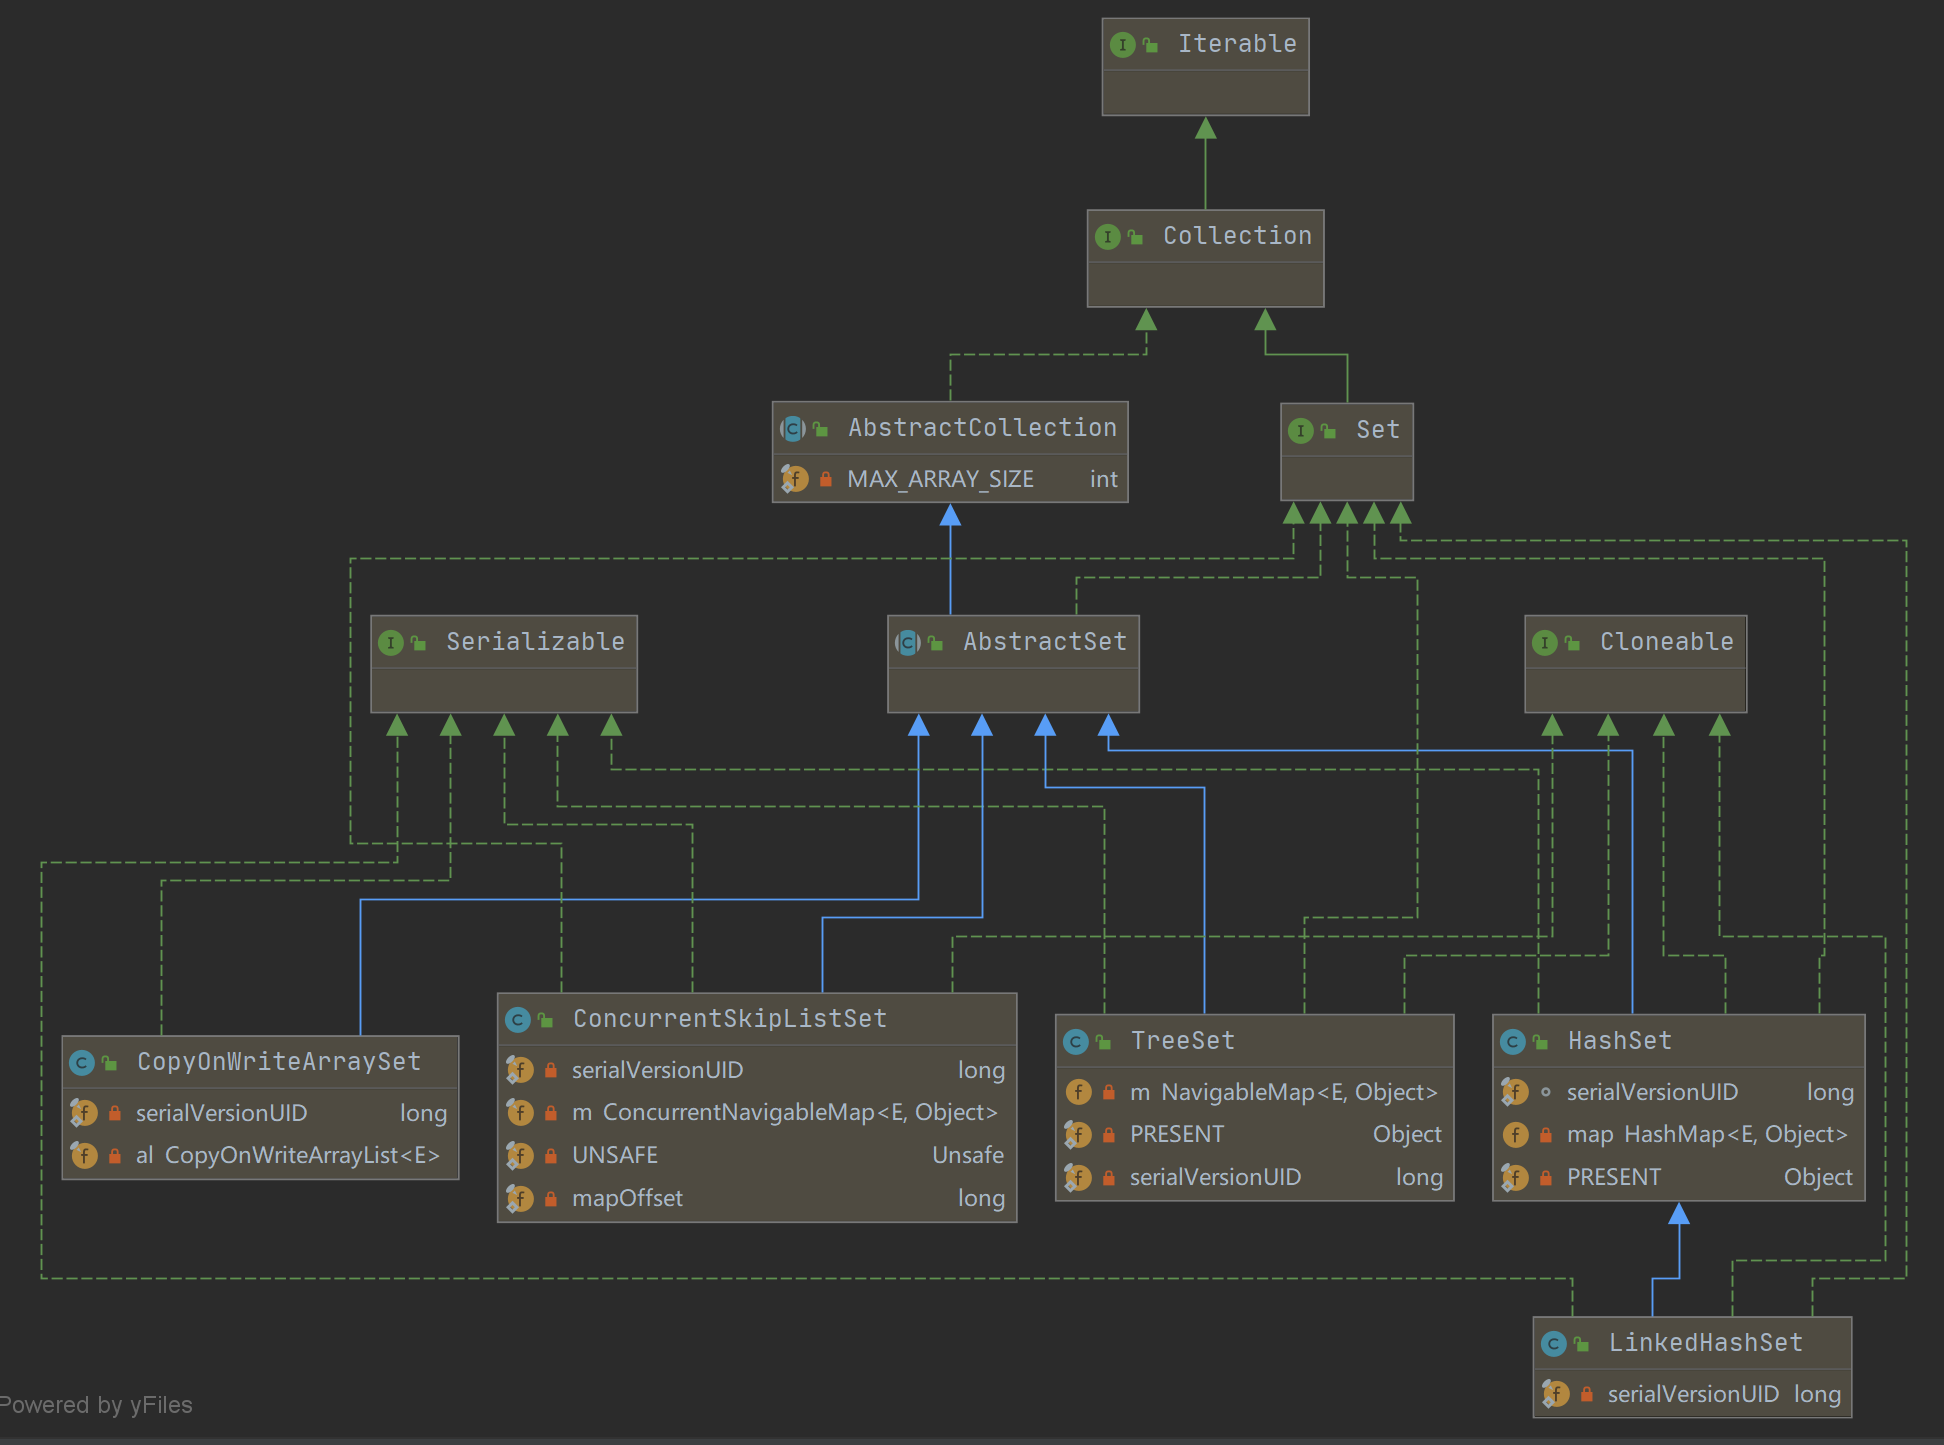 Iterable
Collection
AbstractCollection
MAX_ARRAY_SIZE int
Set
Serializable
AbstractSet
Cloneable
CopyOnWriteArraySet
serialVersionUID long
al CopyOnWriteArrayList<E>
ConcurrentSkipListSet
serialVersionUID long
m ConcurrentNavigableMap<E, Object>
UNSAFE Unsafe
mapOffset long
TreeSet
m NavigableMap<E, Object>
PRESENT Object
serialVersionUID long
HashSet
serialVersionUID long
map HashMap<E, Object>
PRESENT Object
LinkedHashSet
serialVersionUID long
Powered by yFiles